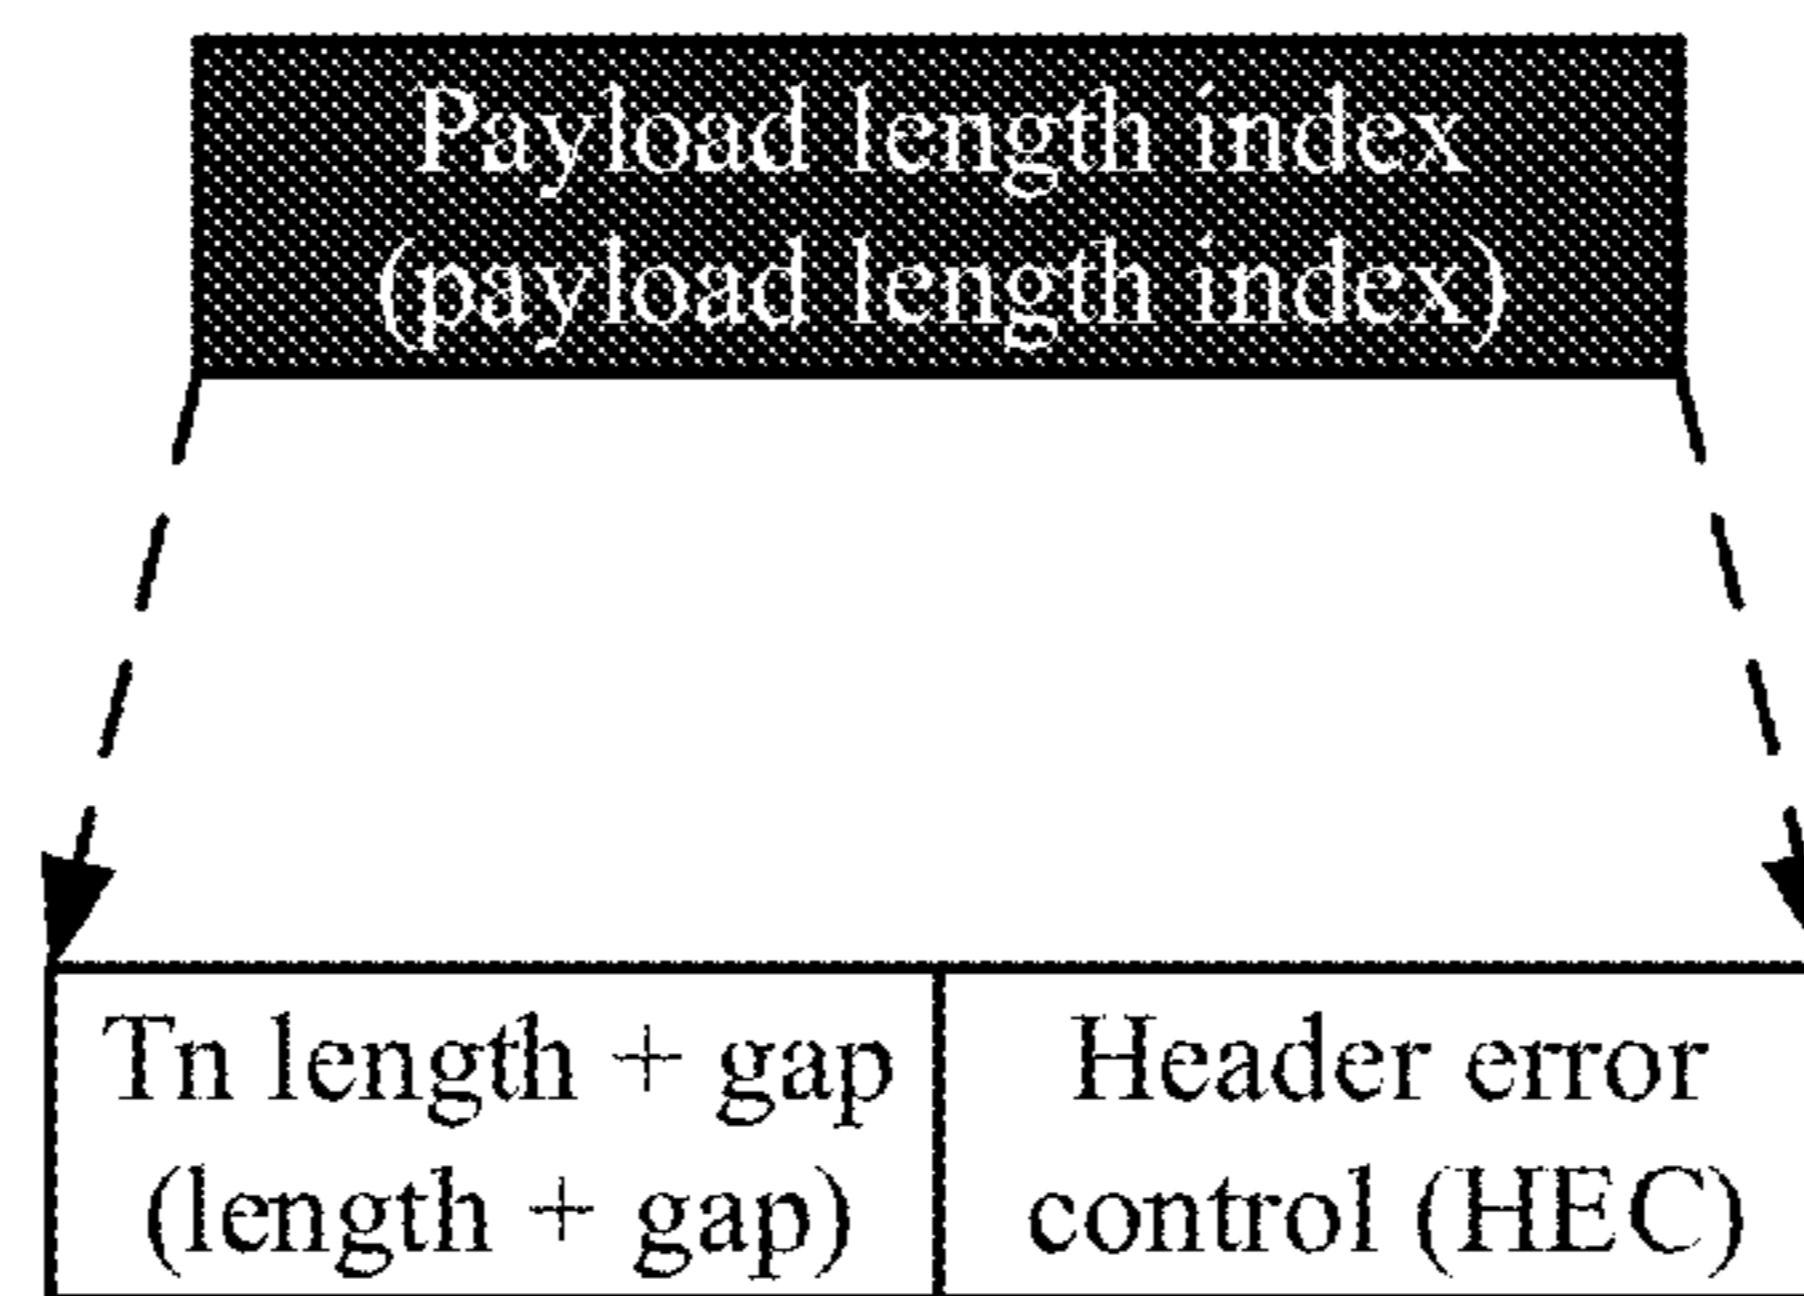 Payload length index
(payload length index)
Tn length + gap
(length + gap)
Header error
control (HEC)